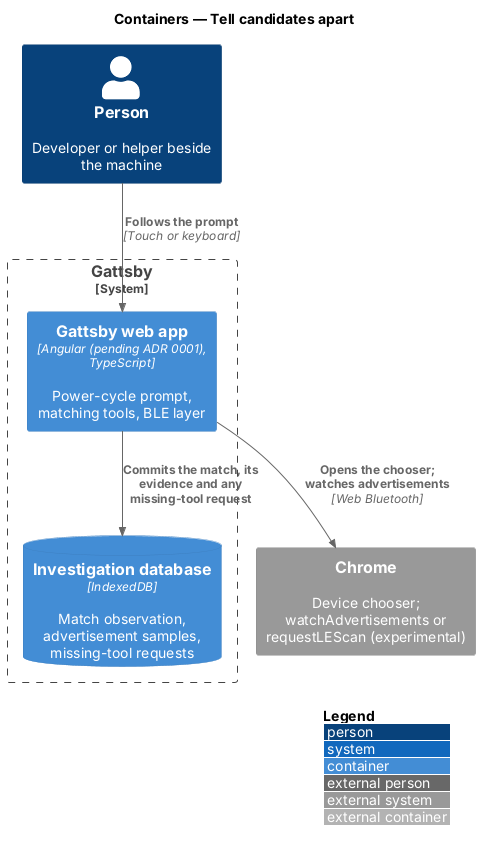 Containers — Tell candidates apart
Person
Developer or helper beside
the machine
Follows the prompt
[Touch or keyboard]
Gattsby
[System]
Gattsby web app
[Angular (pending ADR 0001),
TypeScript]
Power-cycle prompt,
matching tools, BLE layer
Commits the match, its
evidence and any
missing-tool request
Opens the chooser;
watches advertisements
[Web Bluetooth]
Investigation database
[IndexedDB]
Match observation,
advertisement samples,
missing-tool requests
Chrome
Device chooser;
watchAdvertisements or
requestLEScan (experimental)
Legend
person
system
container
external person
external system
external container